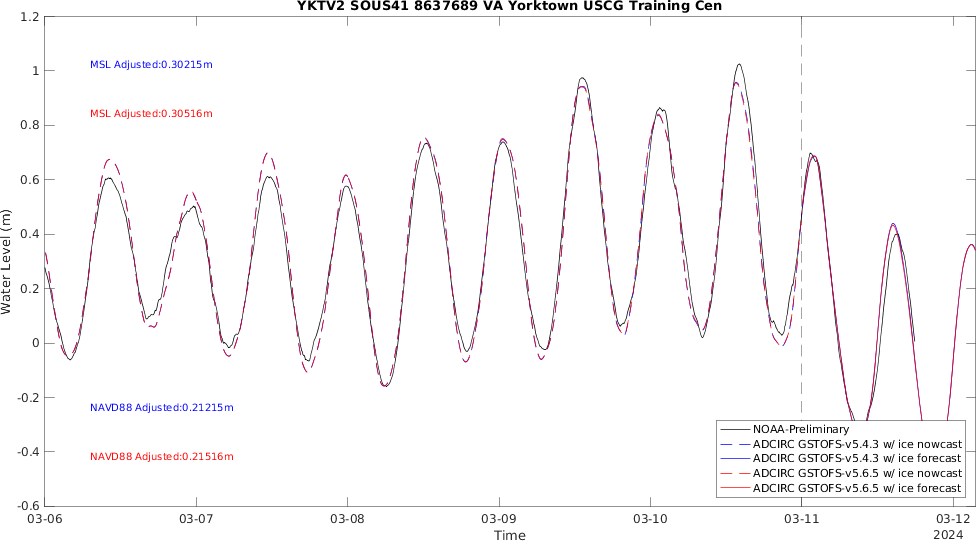 YKTV2 SOUS41 8637689 VA Yorktown USCG Training Cen
1.2
1
0.8
0.6
0.4
0.2
0
-0.2
-0.4
-0.6
Water Level (m)
MSL Adjusted:0.30215m
MSL Adjusted:0.30516m
NAVD88 Adjusted:0.21215m
NAVD88 Adjusted:0.21516m
NOAA-Preliminary
ADCIRC GSTOFS-v5.4.3 w/ ice nowcast
ADCIRC GSTOFS-v5.4.3 w/ ice forecast
ADCIRC GSTOFS-v5.6.5 w/ ice nowcast
ADCIRC GSTOFS-v5.6.5 w/ ice forecast
03-06 03-07 03-08 03-09 03-10 03-11 03-12
Time
2024